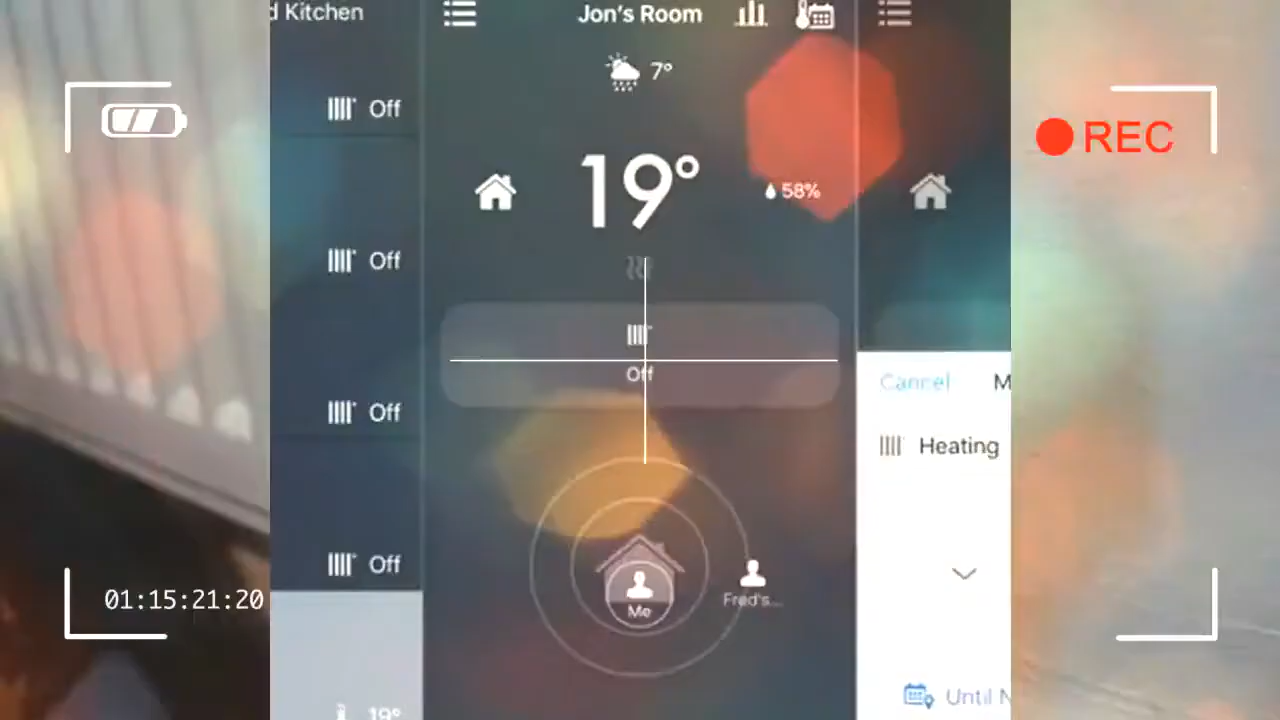 d Kitchen
Jon's Room
7°
Off
REC
19°
58%
Off
Off
Cancel
M
Off
Heating
Off
Me
Fred's...
01:15:21:20
Until N
19°